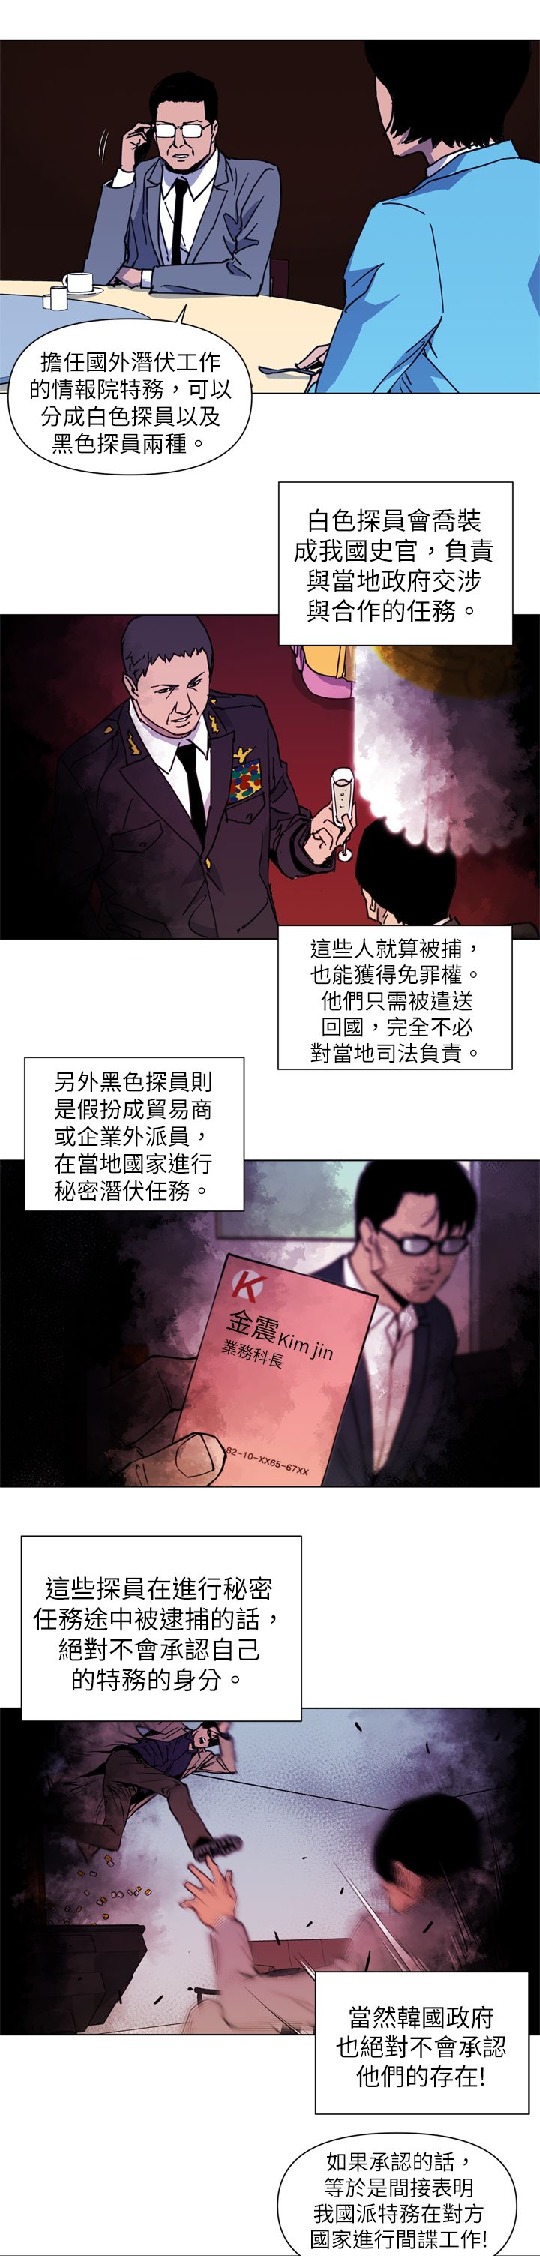 擔任國外潛伏工作
的情報院特務，可以
分成白色探員以及
黑色探員兩種。
白色探員會喬裝
成我國史官，負責
與當地政府交涉
與合作的任務。
這些人就算被捕，
也能獲得免罪權。
他們只需被遣送
回國，完全不必
對當地司法負責。
另外黑色探員則
是假扮成貿易商
或企業外派員，
在當地國家進行
秘密潛伏任務。
K
金震Kim jin
業務科長
82-10-XX65-67XX
這些探員在進行秘密
任務途中被逮捕的話，
絕對不會承認自己
的特務的身分。
當然韓國政府
也絕對不會承認
他們的存在!
如果承認的話，
等於是間接表明
我國派特務在對方
國家進行間諜工作!